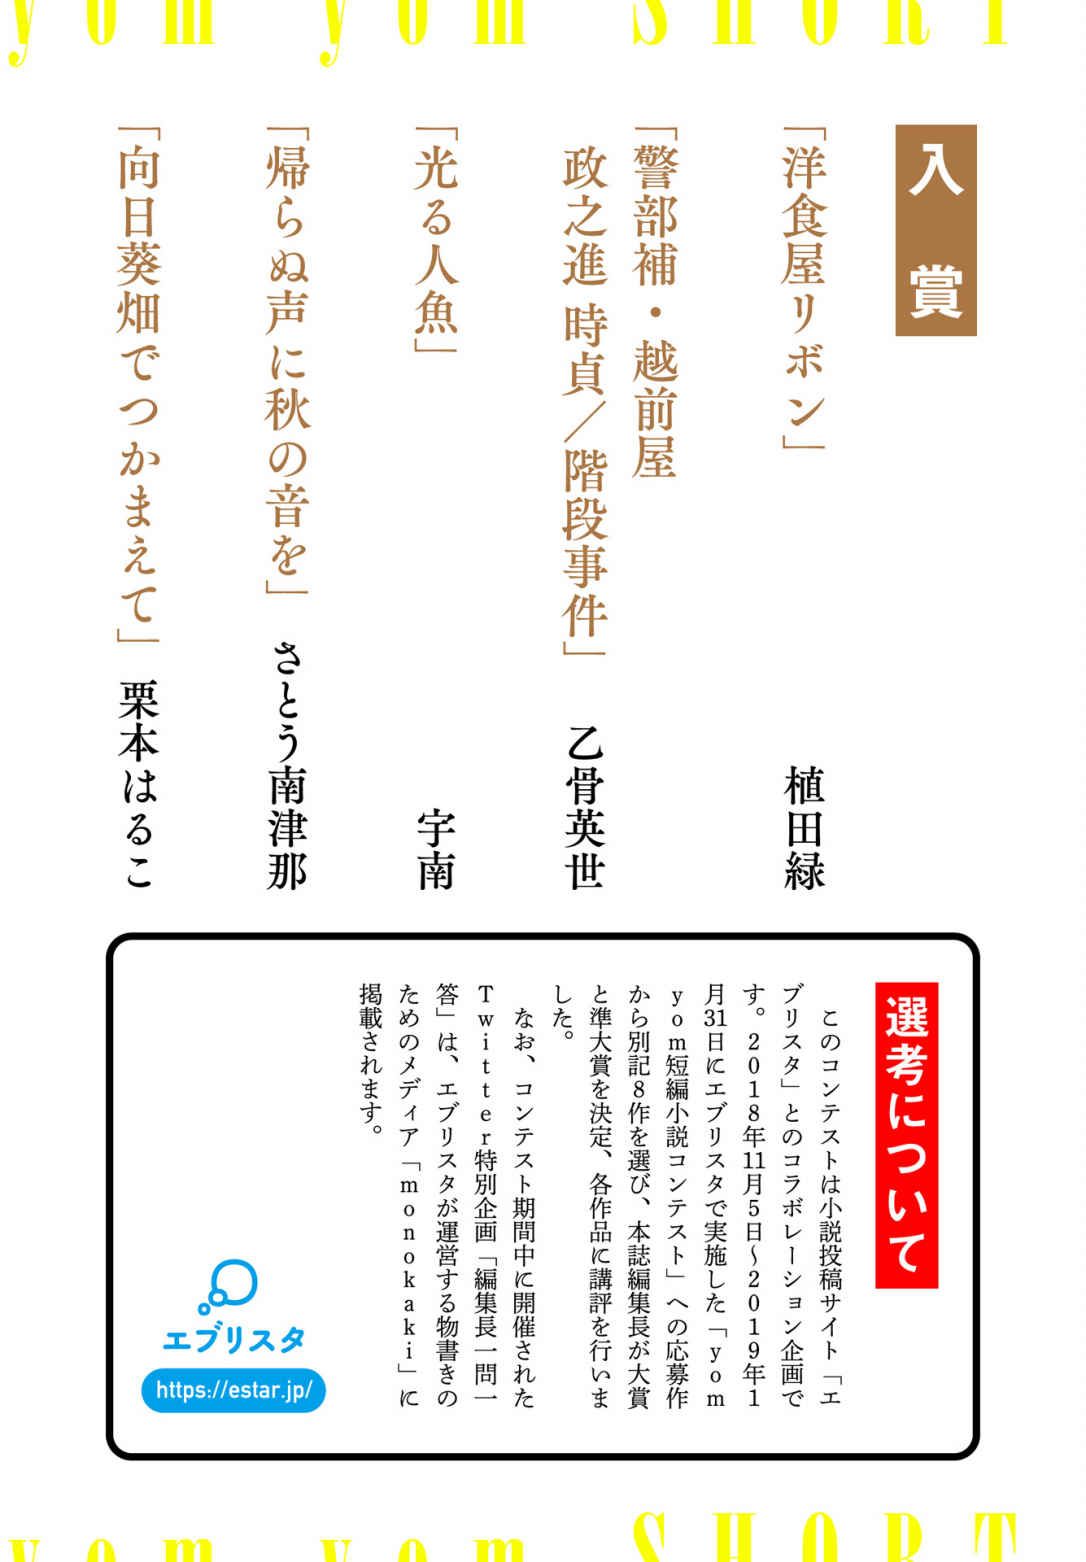 yom yom SHORT
入賞
「洋食屋リボン」 植田緑
「警部補・越前屋
政之進 時貞／階段事件」 乙骨英世
「光る人魚」 宇南
「帰らぬ声に秋の音を」 さとう南津那
「向日葵畑でつかまえて」 栗本はるこ
選考について
このコンテストは小説投稿サイト「エ
ブリスタ」とのコラボレーション企画で
す。2018年11月5日～2019年1
月31日にエブリスタで実施した「yom
yom短編小説コンテスト」への応募作
から別記8作を選び、本誌編集長が大賞
と準大賞を決定、各作品に講評を行いま
した。
なお、コンテスト期間中に開催された
Twitter特別企画「編集長一問一
答」は、エブリスタが運営する物書きの
ためのメディア「monokaki」に
掲載されます。
エブリスタ
https://estar.jp/
yom yom SHORT